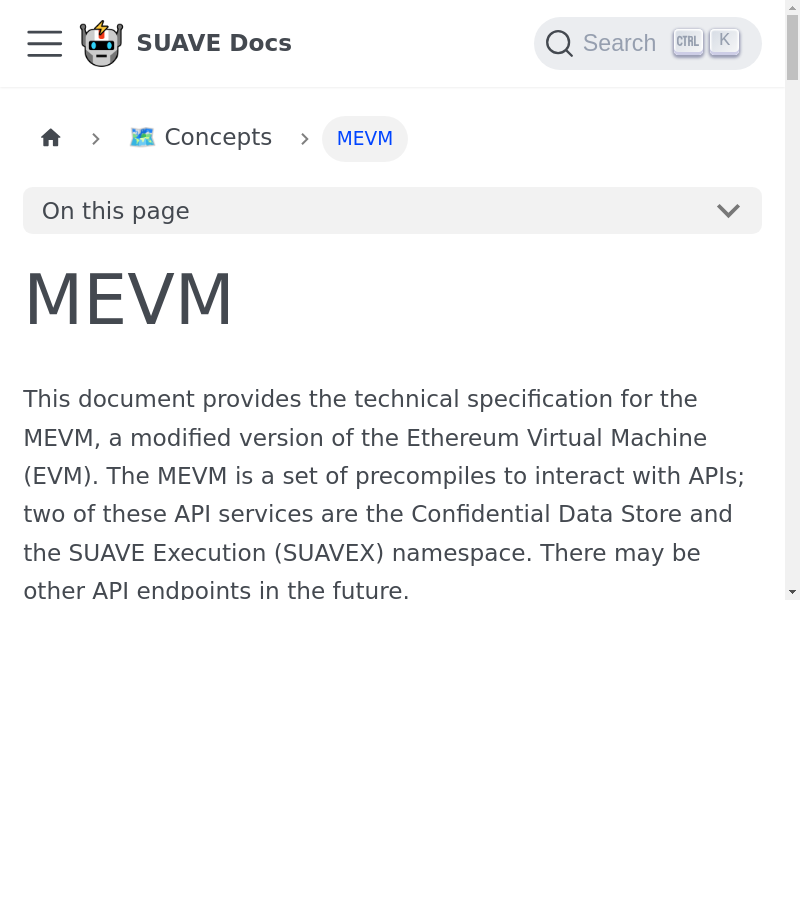 SUAVE Docs
Search CTRL K
Concepts
MEVM
On this page
MEVM
This document provides the technical specification for the
MEVM, a modified version of the Ethereum Virtual Machine
(EVM). The MEVM is a set of precompiles to interact with APIs;
two of these API services are the Confidential Data Store and
the SUAVE Execution (SUAVEX) namespace. There may be
other API endpoints in the future.